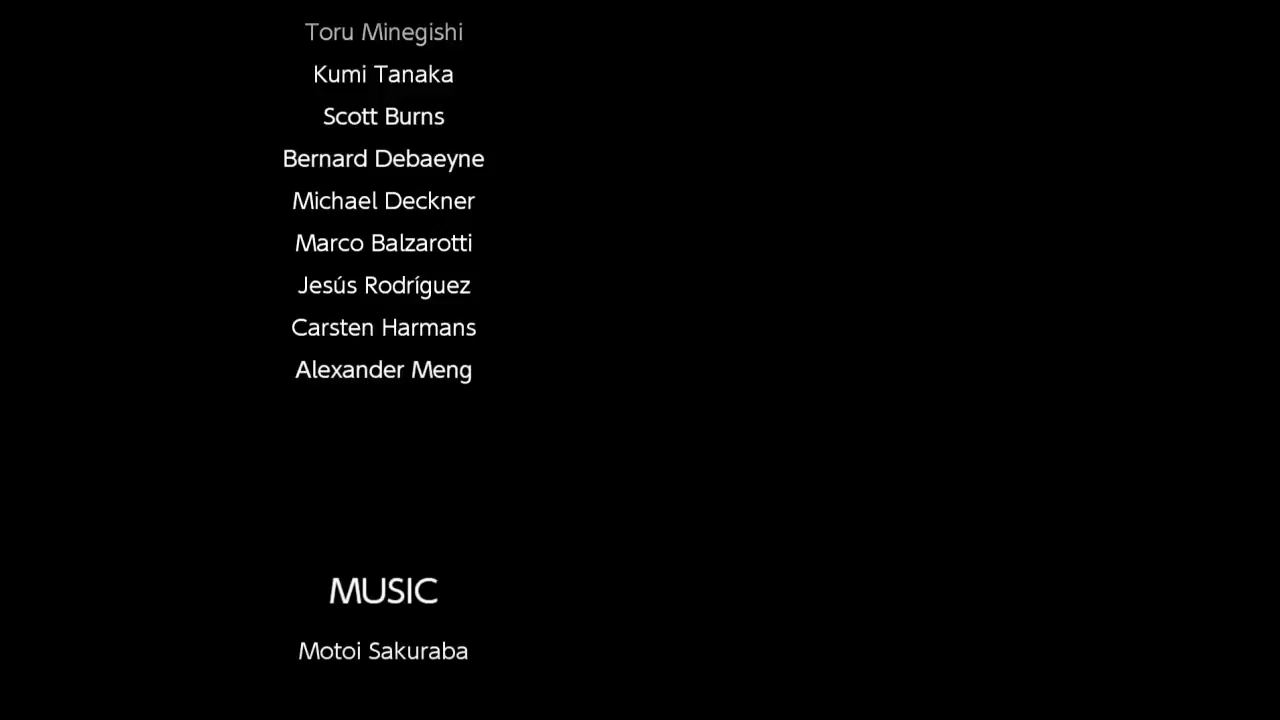 Toru Minegishi
Kumi Tanaka
Scott Burns
Bernard Debaeyne
Michael Deckner
Marco Balzarotti
Jesús Rodríguez
Carsten Harmans
Alexander Meng
MUSIC
Motoi Sakuraba